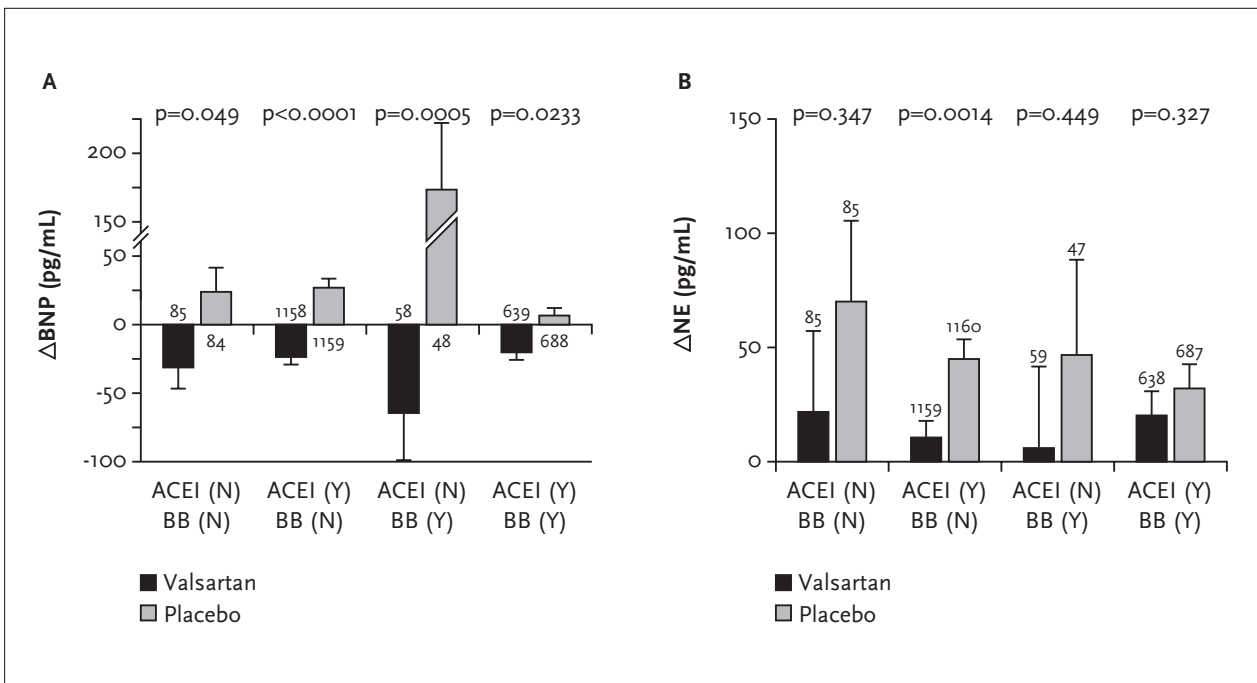 A
p=0.049 p<0.0001 p=0.0005 p=0.0233
△BNP (pg/mL)
200
150
50
0
-50
-100
85 1158 58 639
84 1159 48 688
ACEI (N) ACEI (Y) ACEI (N) ACEI (Y)
BB (N) BB (N) BB (Y) BB (Y)
Valsartan
Placebo
B
p=0.347 p=0.0014 p=0.449 p=0.327
△NE (pg/mL)
150
100
50
0
85 85 1159 1160 59 47 638 687
ACEI (N) ACEI (Y) ACEI (N) ACEI (Y)
BB (N) BB (N) BB (Y) BB (Y)
Valsartan
Placebo